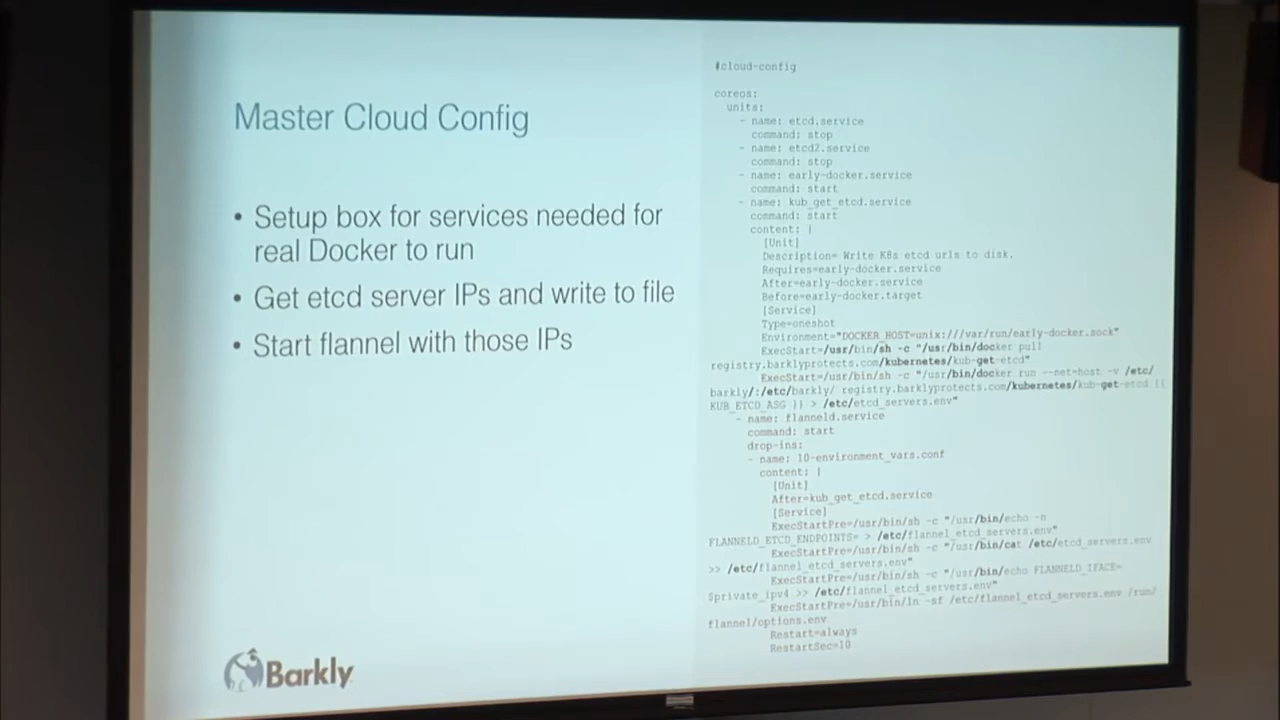 Master Cloud Config
• Setup box for services needed for
real Docker to run
• Get etcd server IPs and write to file
• Start flannel with those IPs
Barkly
#cloud-config
coreos:
units:
- name: etcd.service
command: stop
- name: etcd2.service
command: stop
- name: early-docker.service
command: start
- name: kub_get_etcd.service
command: start
content: |
[Unit]
Description= Write K8s etcd urls to disk.
Requires=early-docker.service
After=early-docker.service
Before=early-docker.target
[Service]
Type=oneshot
Environment="DOCKER_HOST=unix:///var/run/early-docker.sock"
ExecStart=/usr/bin/sh -c "/usr/bin/docker pull
registry.barklyprotects.com/kubernetes/kub-get-etcd"
ExecStart=/usr/bin/sh -c "/usr/bin/docker run --net=host -v /etc/
barkly/:/etc/barkly/ registry.barklyprotects.com/kubernetes/kub-get-etcd {{
KUB_ETCD_ASG }} > /etc/etcd_servers.env"
- name: flanneld.service
command: start
drop-ins:
- name: 10-environment_vars.conf
content: |
[Unit]
After=kub_get_etcd.service
[Service]
ExecStartPre=/usr/bin/sh -c "/usr/bin/echo -n
FLANNELD_ETCD_ENDPOINTS= > /etc/flannel_etcd_servers.env"
ExecStartPre=/usr/bin/sh -c "/usr/bin/cat /etc/etcd_servers.env
>> /etc/flannel_etcd_servers.env"
ExecStartPre=/usr/bin/sh -c "/usr/bin/echo FLANNELD_IFACE=
$private_ipv4 >> /etc/flannel_etcd_servers.env"
ExecStartPre=/usr/bin/ln -sf /etc/flannel_etcd_servers.env /run/
flannel/options.env
Restart=always
RestartSec=10